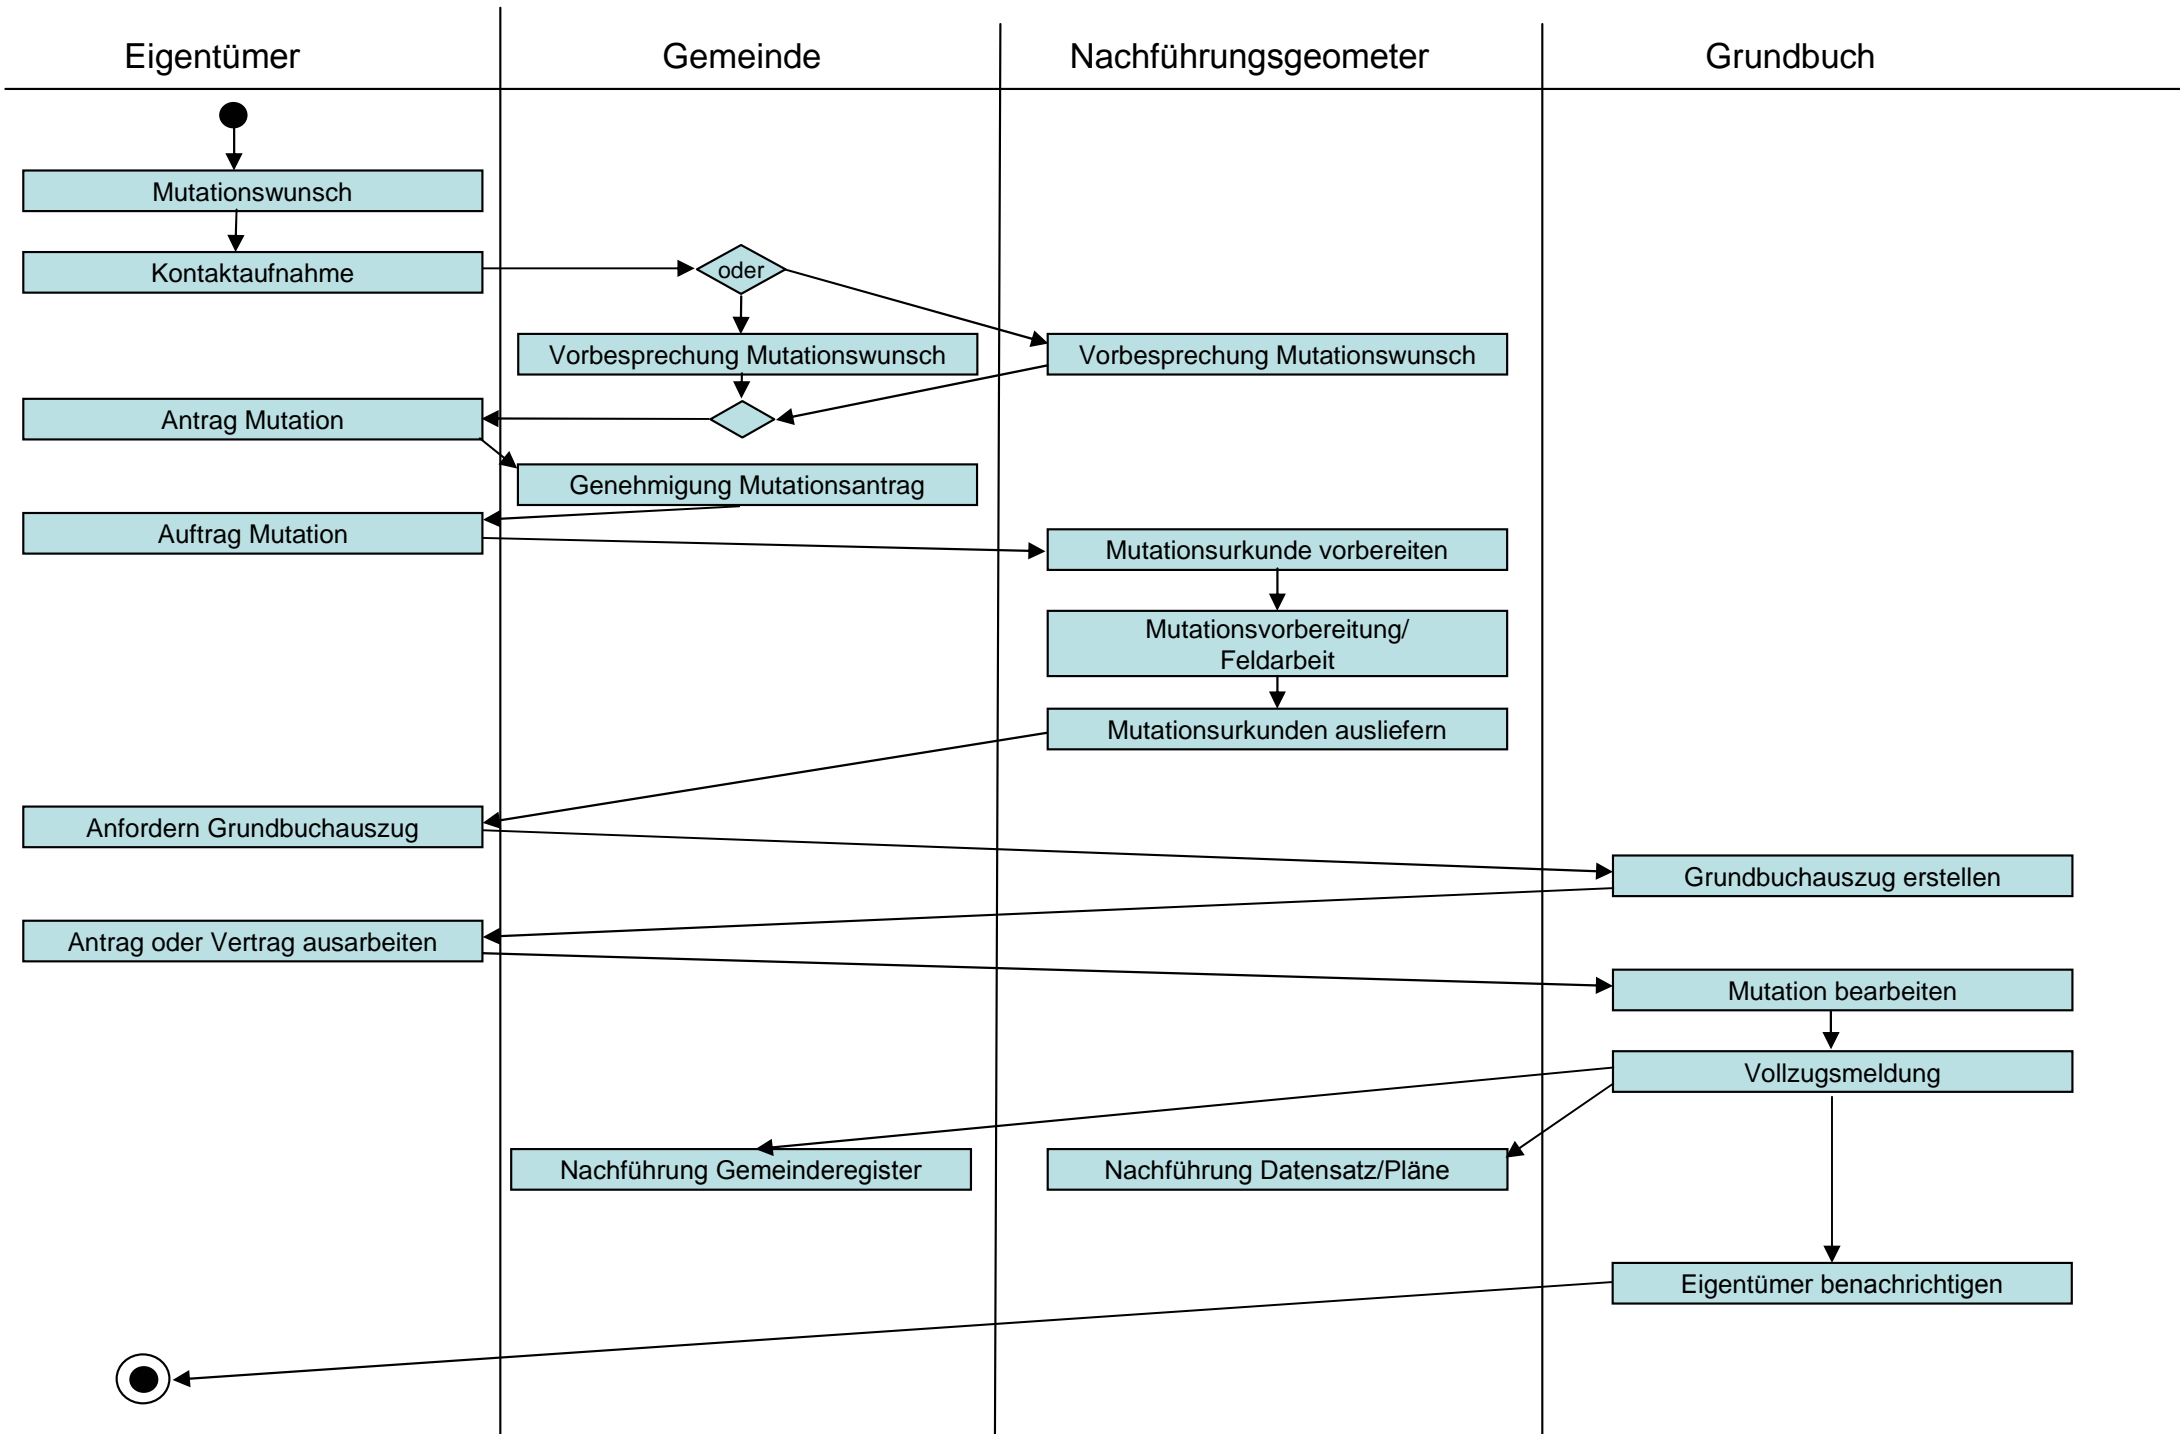 Eigentümer
Gemeinde
Nachführungsgeometer
Grundbuch
Mutationswunsch
Kontaktaufnahme
oder
Vorbesprechung Mutationswunsch
Vorbesprechung Mutationswunsch
Antrag Mutation
Genehmigung Mutationsantrag
Auftrag Mutation
Mutationsurkunde vorbereiten
Mutationsvorbereitung/
Feldarbeit
Mutationsurkunden ausliefern
Anfordern Grundbuchauszug
Grundbuchauszug erstellen
Antrag oder Vertrag ausarbeiten
Mutation bearbeiten
Vollzugsmeldung
Nachführung Gemeinderegister
Nachführung Datensatz/Pläne
Eigentümer benachrichtigen